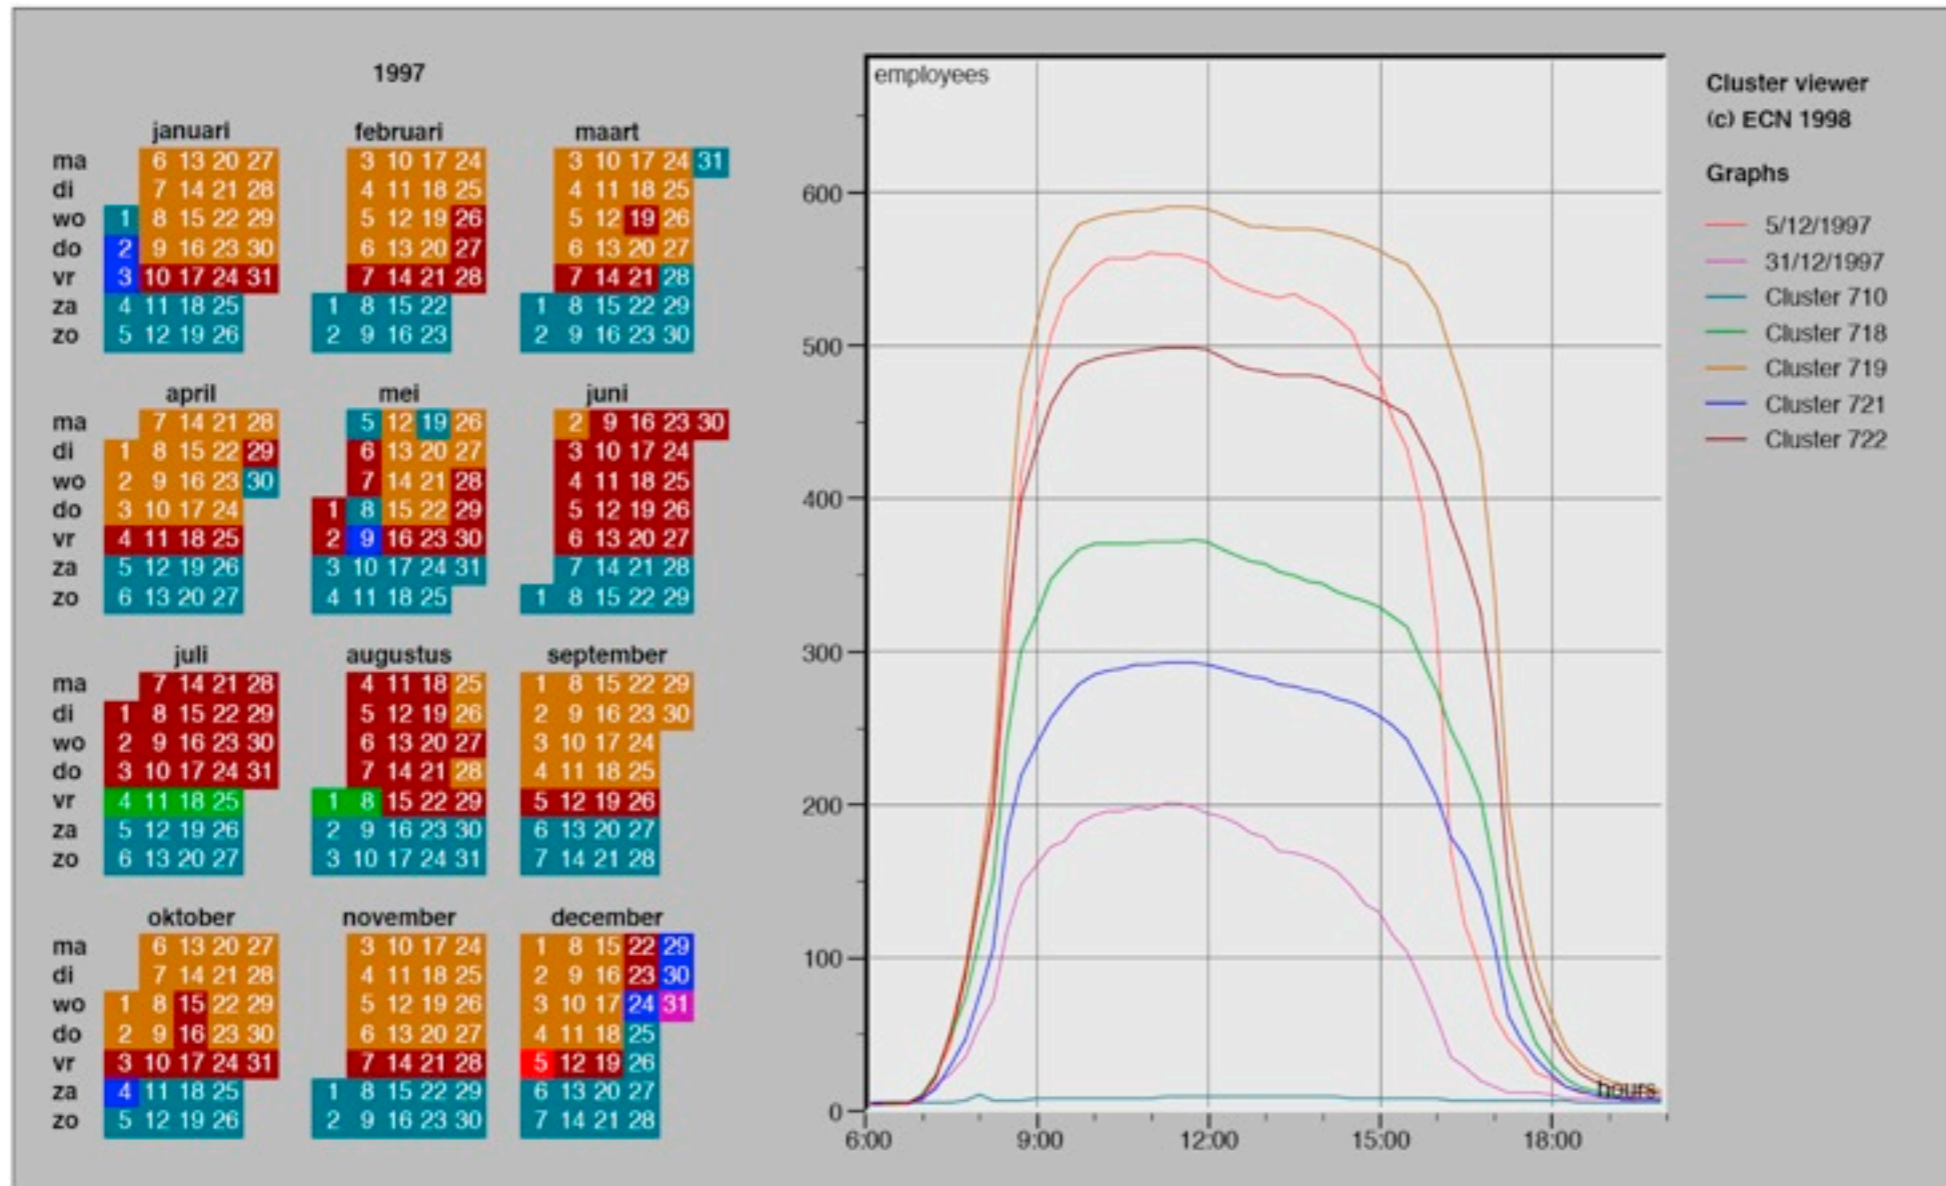 1997
januari februari maart
ma 6 13 20 27 3 10 17 24 3 10 17 24 31
di 7 14 21 28 4 11 18 25 4 11 18 25
wo 1 8 15 22 29 5 12 19 26 5 12 19 26
do 2 9 16 23 30 6 13 20 27 6 13 20 27
vr 3 10 17 24 31 7 14 21 28 7 14 21 28
za 4 11 18 25 1 8 15 22 1 8 15 22 29
zo 5 12 19 26 2 9 16 23 2 9 16 23 30
april mei juni
ma 7 14 21 28 5 12 19 26 2 9 16 23 30
di 1 8 15 22 29 6 13 20 27 3 10 17 24
wo 2 9 16 23 30 7 14 21 28 4 11 18 25
do 3 10 17 24 1 8 15 22 29 5 12 19 26
vr 4 11 18 25 2 9 16 23 30 6 13 20 27
za 5 12 19 26 3 10 17 24 31 7 14 21 28
zo 6 13 20 27 4 11 18 25 1 8 15 22 29
juli augustus september
ma 7 14 21 28 4 11 18 25 1 8 15 22 29
di 1 8 15 22 29 5 12 19 26 2 9 16 23 30
wo 2 9 16 23 30 6 13 20 27 3 10 17 24
do 3 10 17 24 31 7 14 21 28 4 11 18 25
vr 4 11 18 25 1 8 15 22 29 5 12 19 26
za 5 12 19 26 2 9 16 23 30 6 13 20 27
zo 6 13 20 27 3 10 17 24 31 7 14 21 28
oktober november december
ma 6 13 20 27 3 10 17 24 1 8 15 22 29
di 7 14 21 28 4 11 18 25 2 9 16 23 30
wo 1 8 15 22 29 5 12 19 26 3 10 17 24 31
do 2 9 16 23 30 6 13 20 27 4 11 18 25
vr 3 10 17 24 31 7 14 21 28 5 12 19 26
za 4 11 18 25 1 8 15 22 29 6 13 20 27
zo 5 12 19 26 2 9 16 23 30 7 14 21 28
employees
600
500
400
300
200
100
0
hours
6:00 9:00 12:00 15:00 18:00
Cluster viewer
(c) ECN 1998
Graphs
5/12/1997
31/12/1997
Cluster 710
Cluster 718
Cluster 719
Cluster 721
Cluster 722